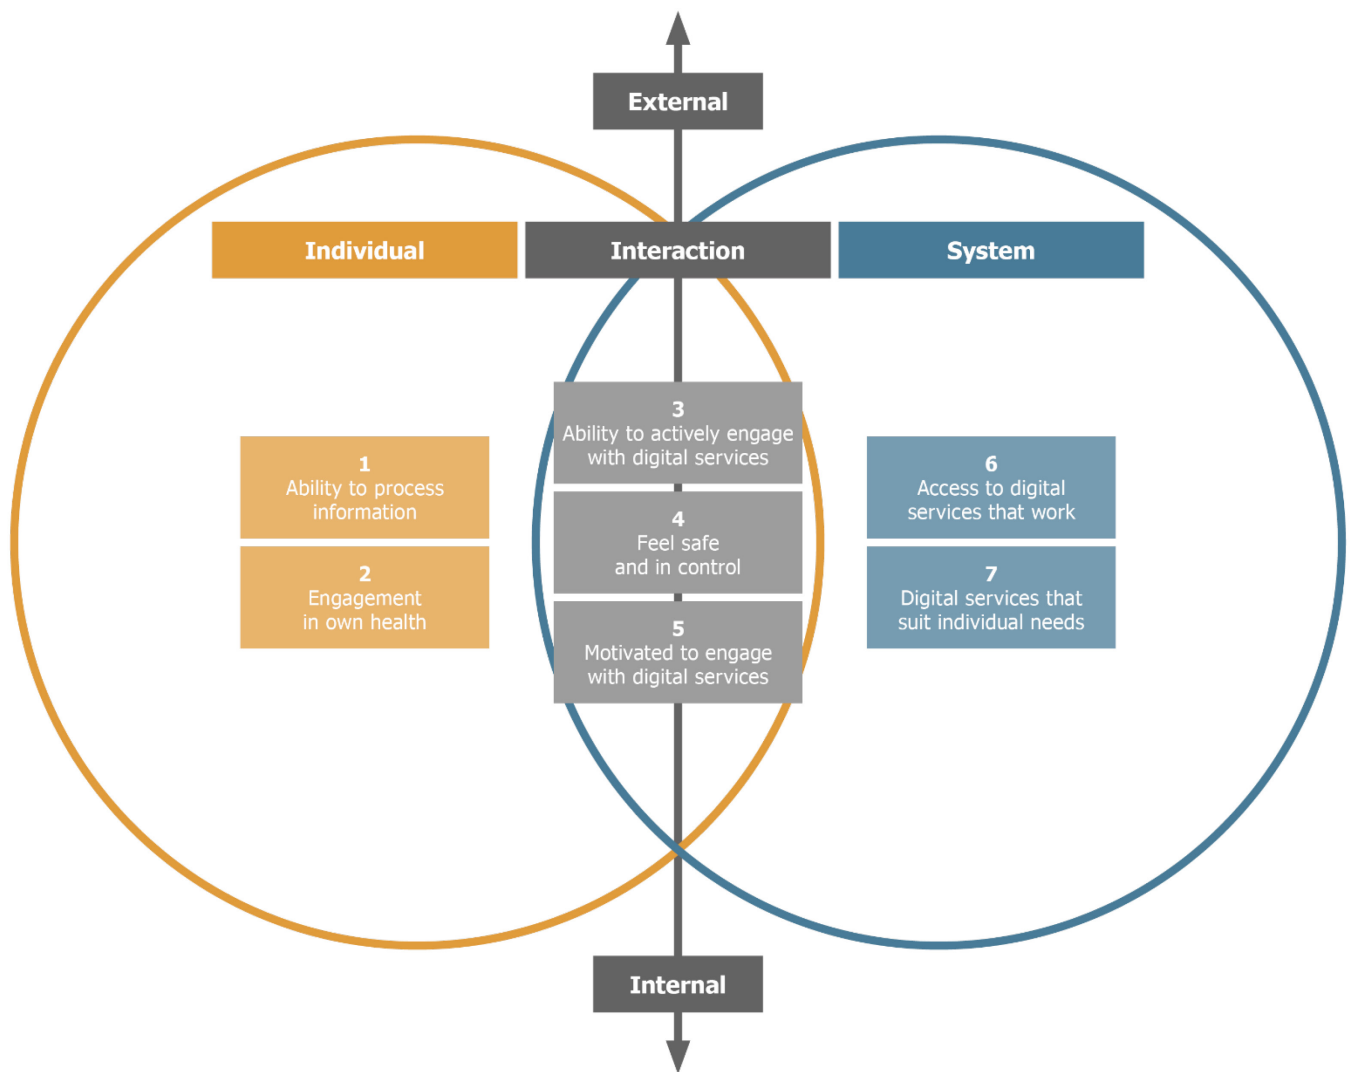 External
Individual
Interaction
System
1
Ability to process
information
2
Engagement
in own health
3
Ability to actively engage
with digital services
4
Feel safe
and in control
5
Motivated to engage
with digital services
6
Access to digital
services that work
7
Digital services that
suit individual needs
Internal